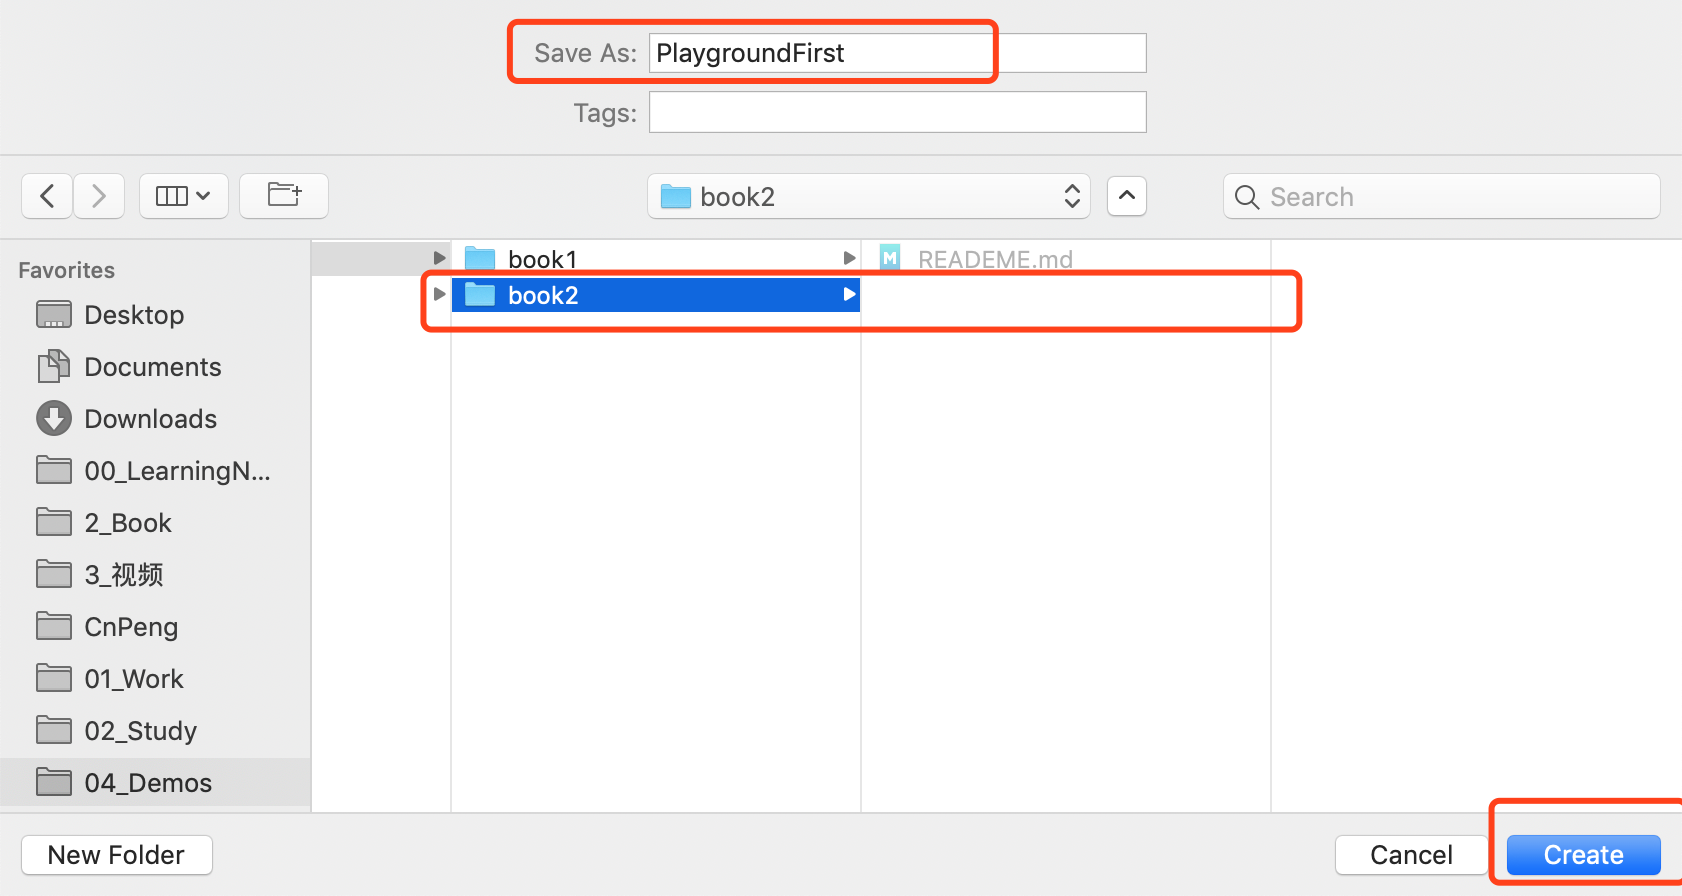 Save As: PlaygroundFirst
Tags:
book2
Search
Favorites
Desktop
Documents
Downloads
00_LearningN...
2_Book
3_视频
CnPeng
01_Work
02_Study
04_Demos
book1
book2
M READEME.md
New Folder
Cancel
Create